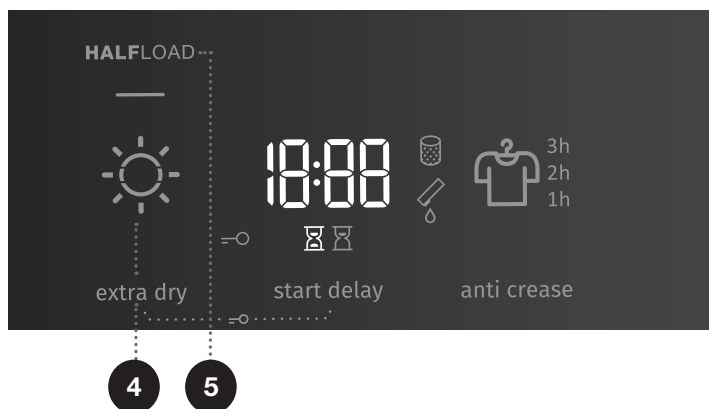 HALFLOAD
18:88
3h
2h
1h
extra dry
start delay
anti crease
4
5